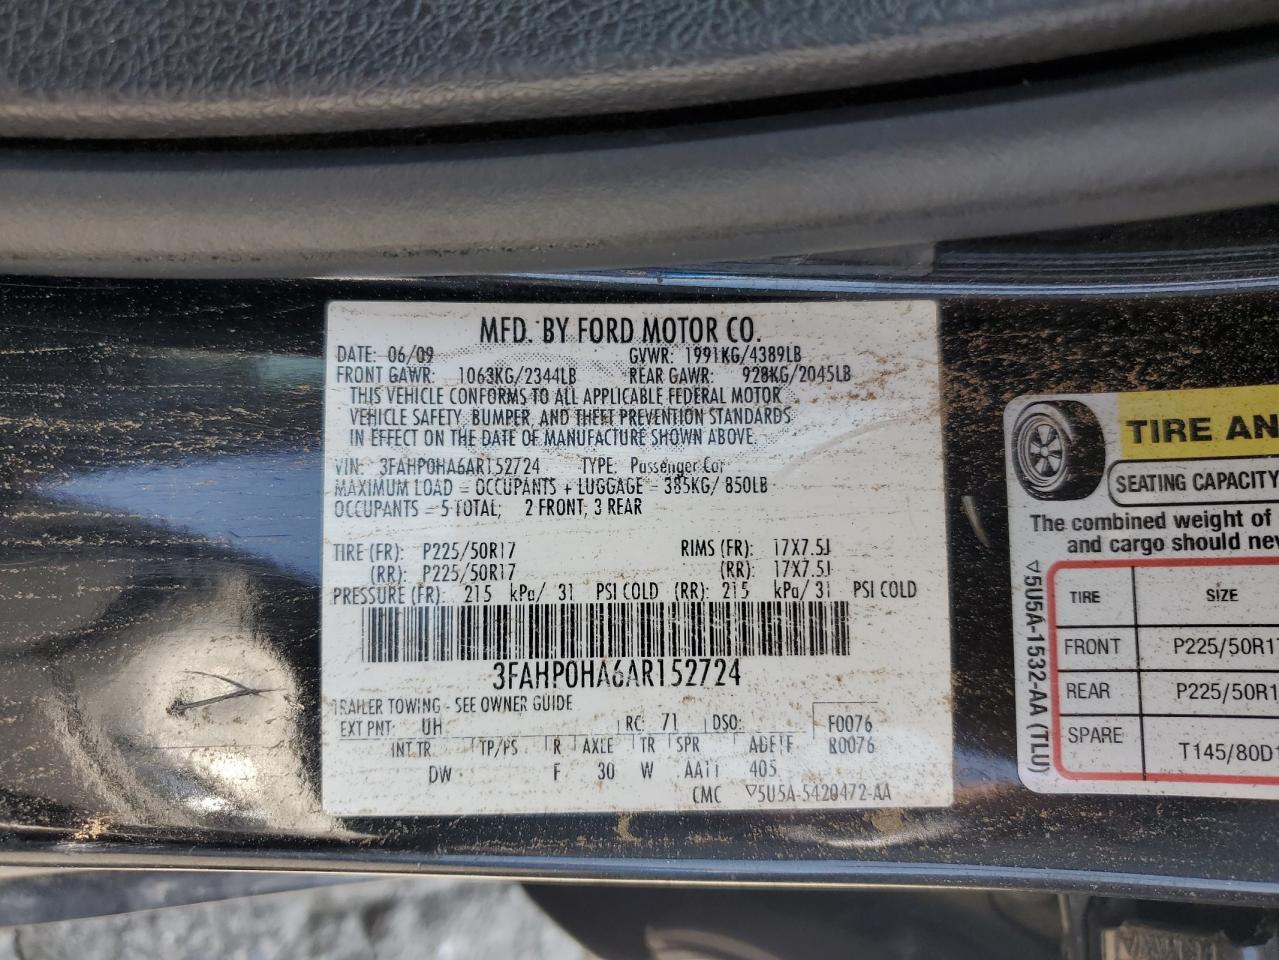 MFD. BY FORD MOTOR CO.
DATE: 06/09 GVWR: 1991KG/4389LB
FRONT GAWR: 1063KG/2344LB REAR GAWR: 928KG/2045LB
THIS VEHICLE CONFORMS TO ALL APPLICABLE FEDERAL MOTOR
VEHICLE SAFETY, BUMPER, AND THEFT PREVENTION STANDARDS
IN EFFECT ON THE DATE OF MANUFACTURE SHOWN ABOVE.
VIN: 3FAHP0HA6AR152724 TYPE: Passenger Car
MAXIMUM LOAD = OCCUPANTS + LUGGAGE = 385KG/ 850LB
OCCUPANTS = 5 TOTAL; 2 FRONT; 3 REAR
TIRE (FR): P225/50R17 RIMS (FR): 17X7.5J
(RR): P225/50R17 (RR): 17X7.5J
PRESSURE (FR): 215 kPa/ 31 PSI COLD (RR): 215 kPa/ 31 PSI COLD
3FAHP0HA6AR152724
TRAILER TOWING - SEE OWNER GUIDE
EXT PNT: UH RC: 71 DSO: F0076
INT TR TP/PS R AXLE TR SPR R0076
DW F 30 W AA11 405
CMC ▽5U5A-5420472-AA
TIRE AN
SEATING CAPACITY
The combined weight of
and cargo should nev
TIRE SIZE
FRONT P225/50R17
REAR P225/50R1
SPARE T145/80D1
▽5U5A-1532-AA (TLU)